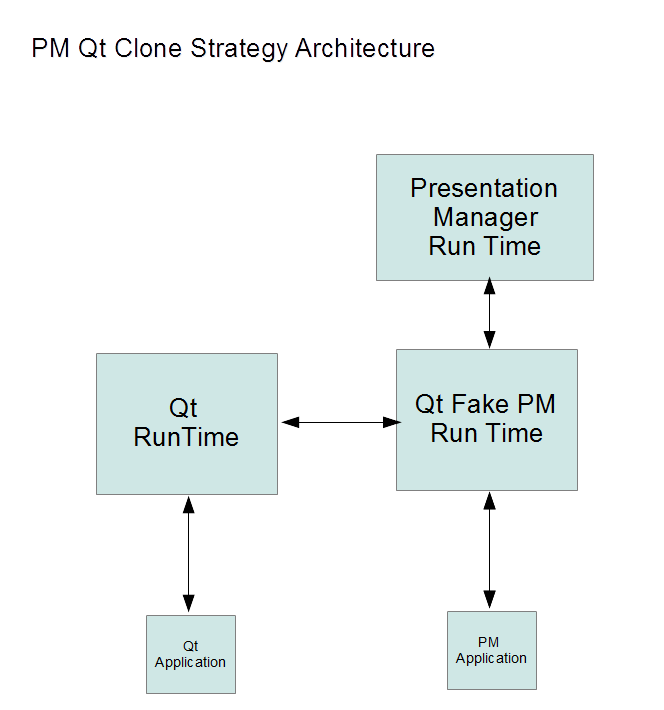 PM Qt Clone Strategy Architecture
Presentation
Manager
Run Time
Qt
RunTime
Qt Fake PM
Run Time
Qt
Application
PM
Application